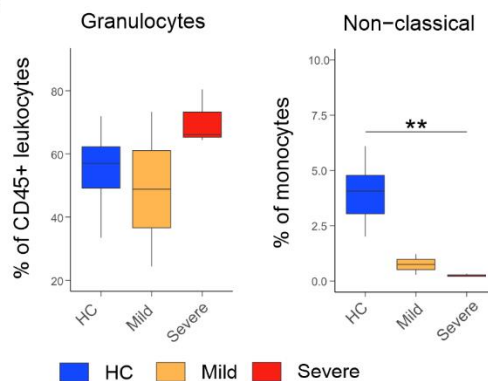 Granulocytes
% of CD45+ leukocytes
80
60
40
20
HC
Mild
Severe
Non-classical
% of monocytes
10.0
7.5
5.0
2.5
0.0
**
HC
Mild
Severe
HC Mild Severe